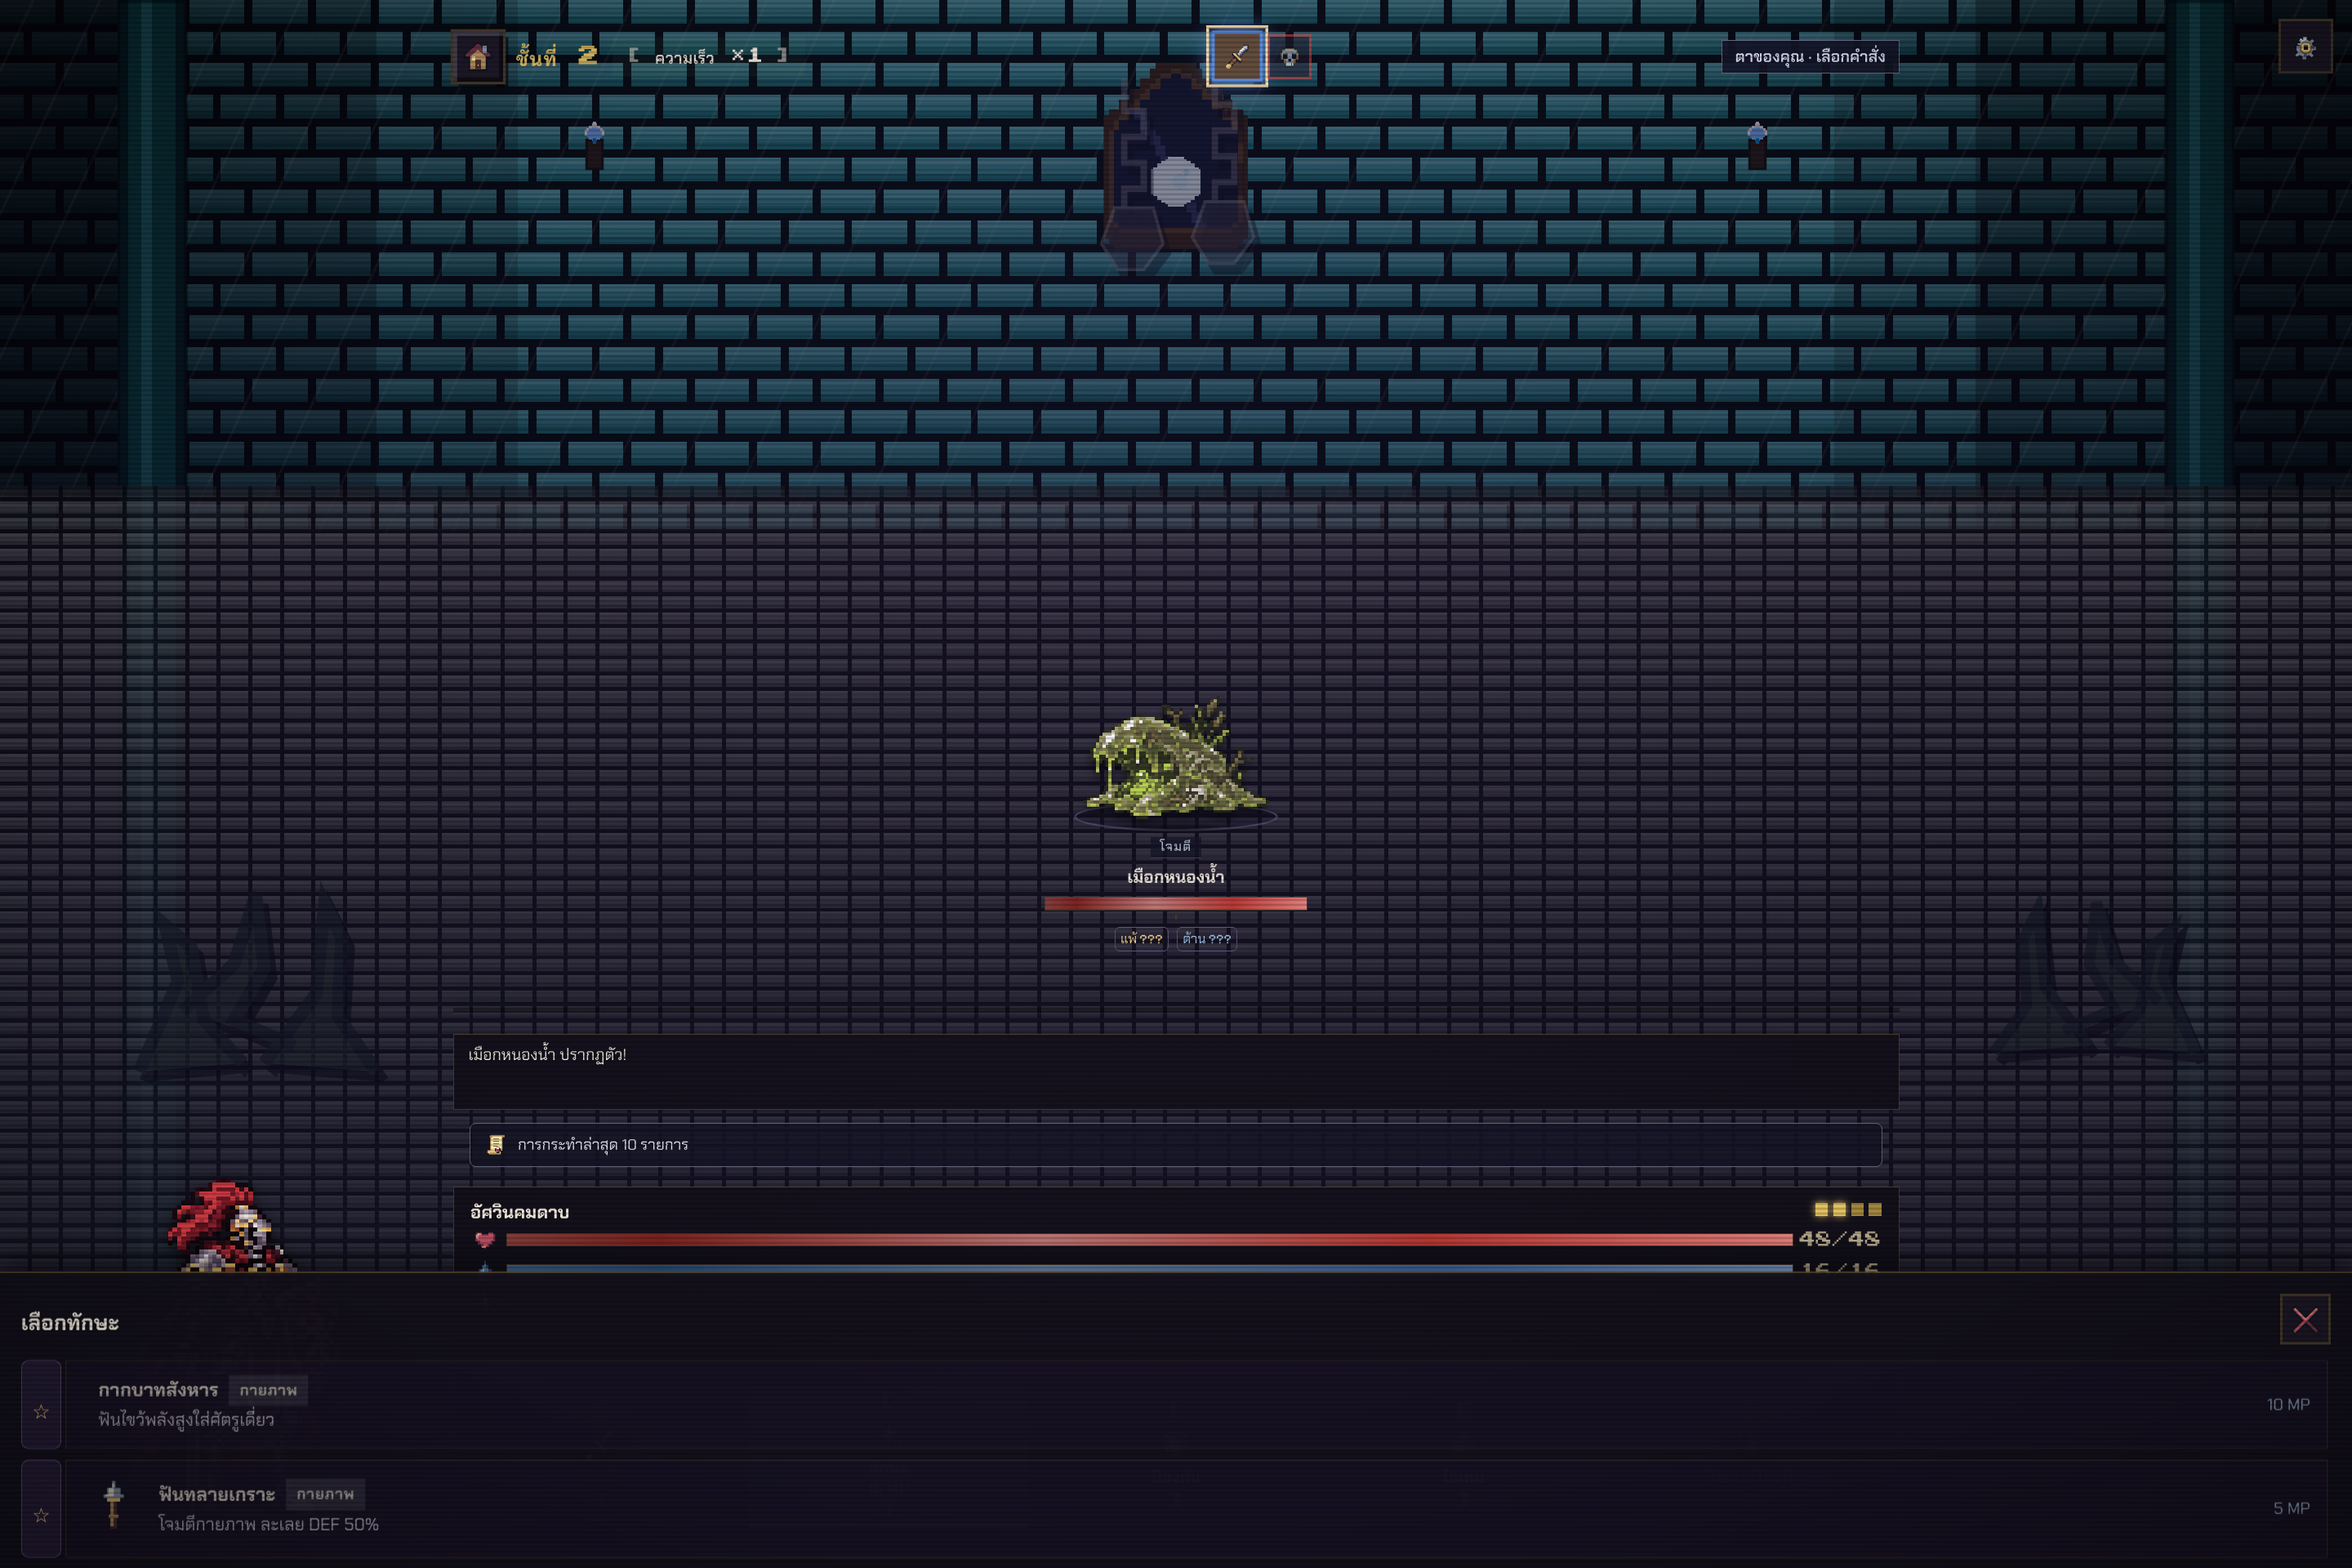 ชั้นที่ 2 [ ความเร็ว ×1 ]
ตาของคุณ · เลือกคำสั่ง
โจมตี
เมือกหนองน้ำ
แพ้ ??? ต้าน ???
เมือกหนองน้ำ ปรากฏตัว!
การกระทำล่าสุด 10 รายการ
อัศวินคมดาบ
48/48
16/16
เลือกทักษะ
กากบาทสังหาร กายภาพ
ฟันไขว้พลังสูงใส่ศัตรูเดี่ยว
10 MP
ฟันทลายเกราะ กายภาพ
โจมตีกายภาพ ละเลย DEF 50%
5 MP